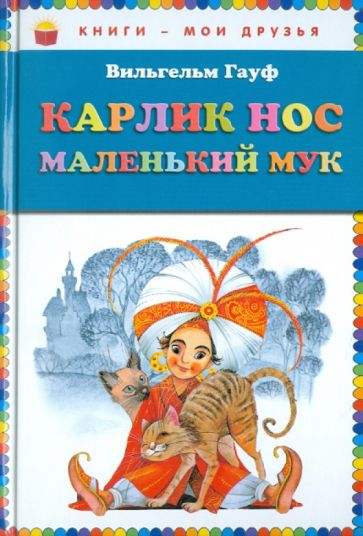 КНИГИ – МОИ ДРУЗЬЯ
Вильгельм Гауф
КАРЛИК НОС
МАЛЕНЬКИЙ МУК